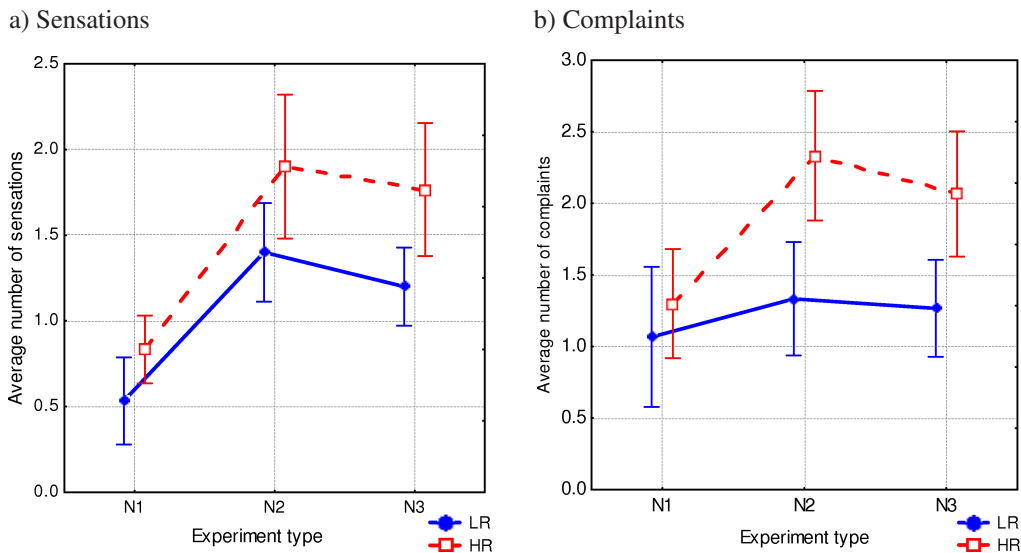 a) Sensations
2.5
2.0
1.5
1.0
0.5
0.0
Average number of sensations
N1 N2 N3
Experiment type
LR
HR
b) Complaints
3.0
2.5
2.0
1.5
1.0
0.5
0.0
Average number of complaints
N1 N2 N3
Experiment type
LR
HR